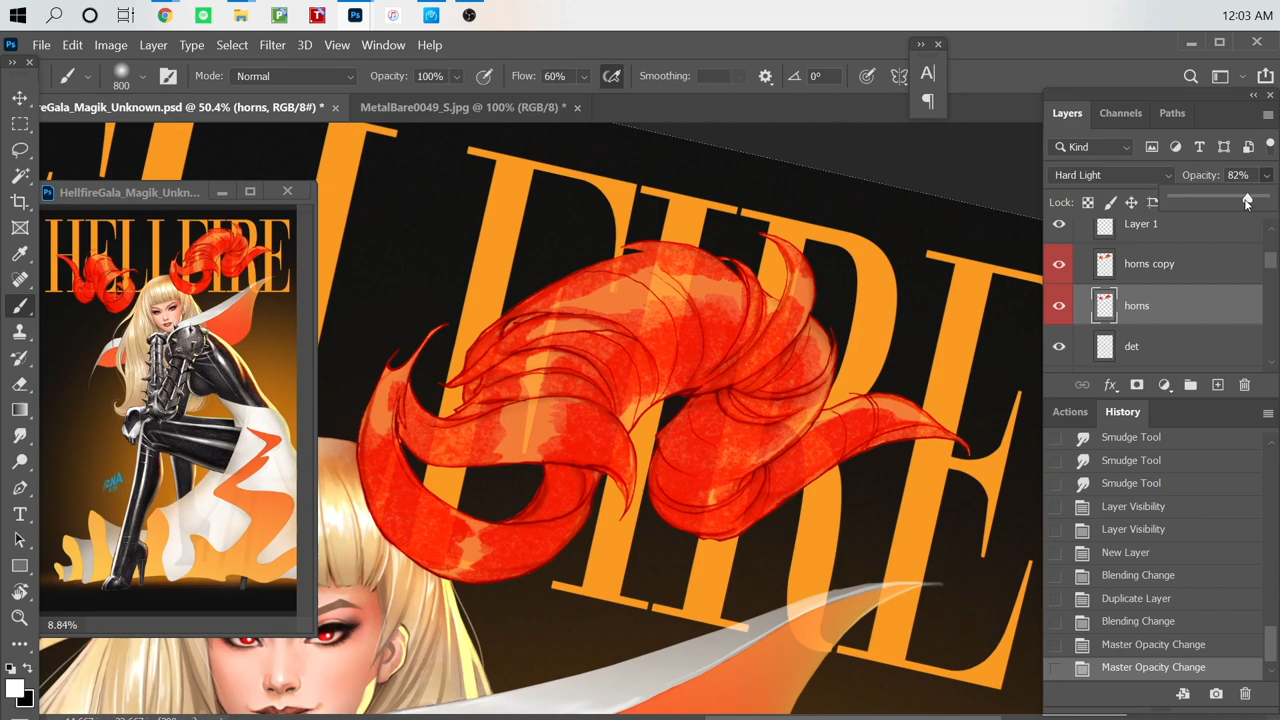 12:03 AM
Ps File Edit Image Layer Type Select Filter 3D View Window Help
800 Mode: Normal Opacity: 100% Flow: 60% Smoothing: 0°
reGala_Magik_Unknown.psd @ 50.4% (horns, RGB/8#) * MetalBare0049_S.jpg @ 100% (RGB/8) *
Layers Channels Paths
Kind
Hard Light Opacity: 82%
Lock:
Layer 1
horns copy
horns
det
Actions History
Smudge Tool
Smudge Tool
Smudge Tool
Layer Visibility
Layer Visibility
New Layer
Blending Change
Duplicate Layer
Blending Change
Master Opacity Change
Master Opacity Change
HellfireGala_Magik_Unkn...
HELLFIRE
8.84%
FIRE